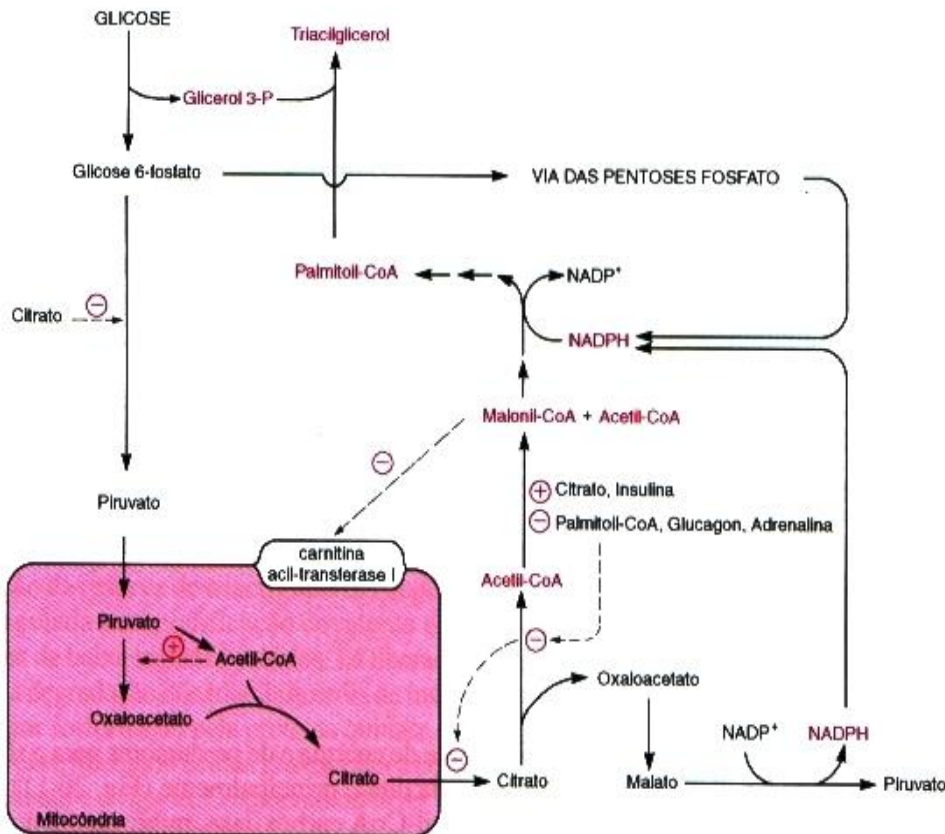 GLICOSE
Triacilglicerol
Glicerol 3-P
Glicose 6-fosfato
VIA DAS PENTOSES FOSFATO
Palmitoil-CoA
NADP+
Citrato
−
NADPH
Malonil-CoA + Acetil-CoA
−
+ Citrato, Insulina
Piruvato
− Palmitoil-CoA, Glucagon, Adrenalina
carnitina
acil-transferase I
Acetil-CoA
Piruvato
+
Acetil-CoA
−
Oxaloacetato
Oxaloacetato
−
NADP+
NADPH
Citrato
Citrato
Malato
Piruvato
Mitocôndria